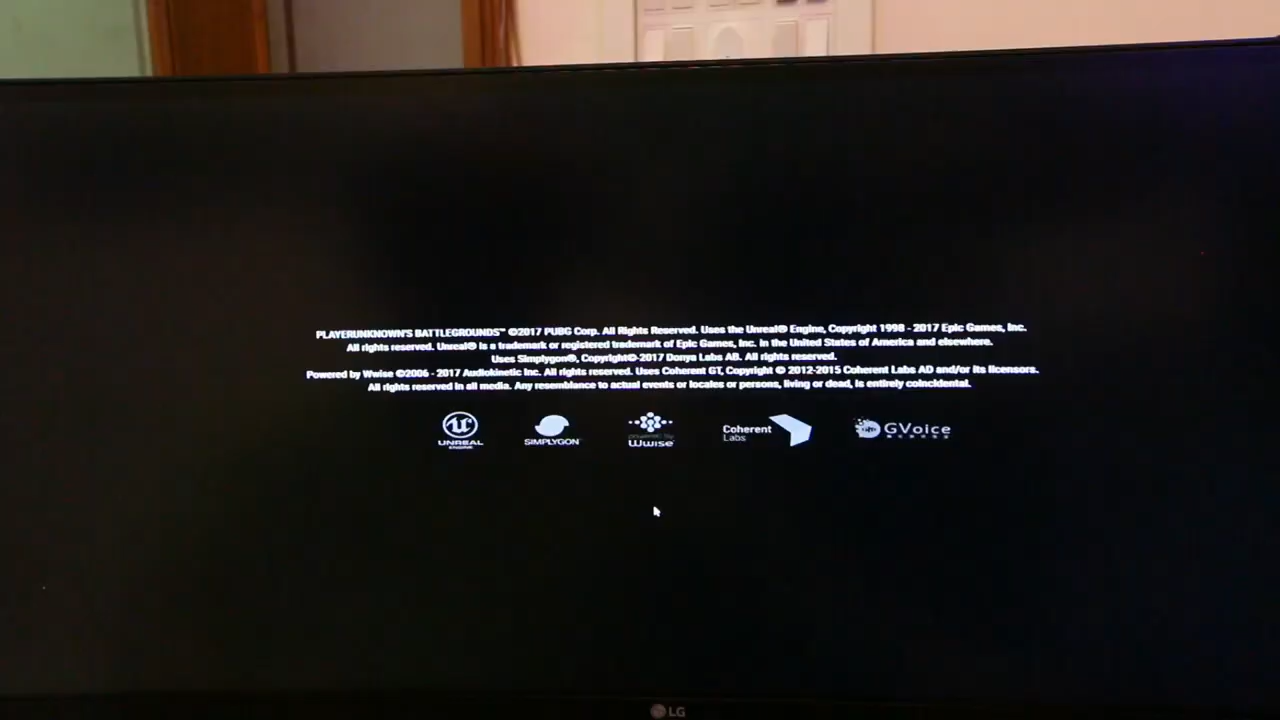 PLAYERUNKNOWN'S BATTLEGROUNDS™ ©2017 PUBG Corp. All Rights Reserved. Uses the Unreal® Engine, Copyright 1998 - 2017 Epic Games, Inc.
All rights reserved. Unreal® is a trademark or registered trademark of Epic Games, Inc. in the United States of America and elsewhere.
Uses Simplygon®, Copyright©-2017 Donya Labs AB. All rights reserved.
Powered by Wwise ©2006 - 2017 Audiokinetic Inc. All rights reserved. Uses Coherent GT, Copyright © 2012-2015 Coherent Labs AD and/or its licensors.
All rights reserved in all media. Any resemblance to actual events or locales or persons, living or dead, is entirely coincidental.
UNREAL
ENGINE
SIMPLYGON
powered by
Wwise
Coherent
Labs
GVoice
LG